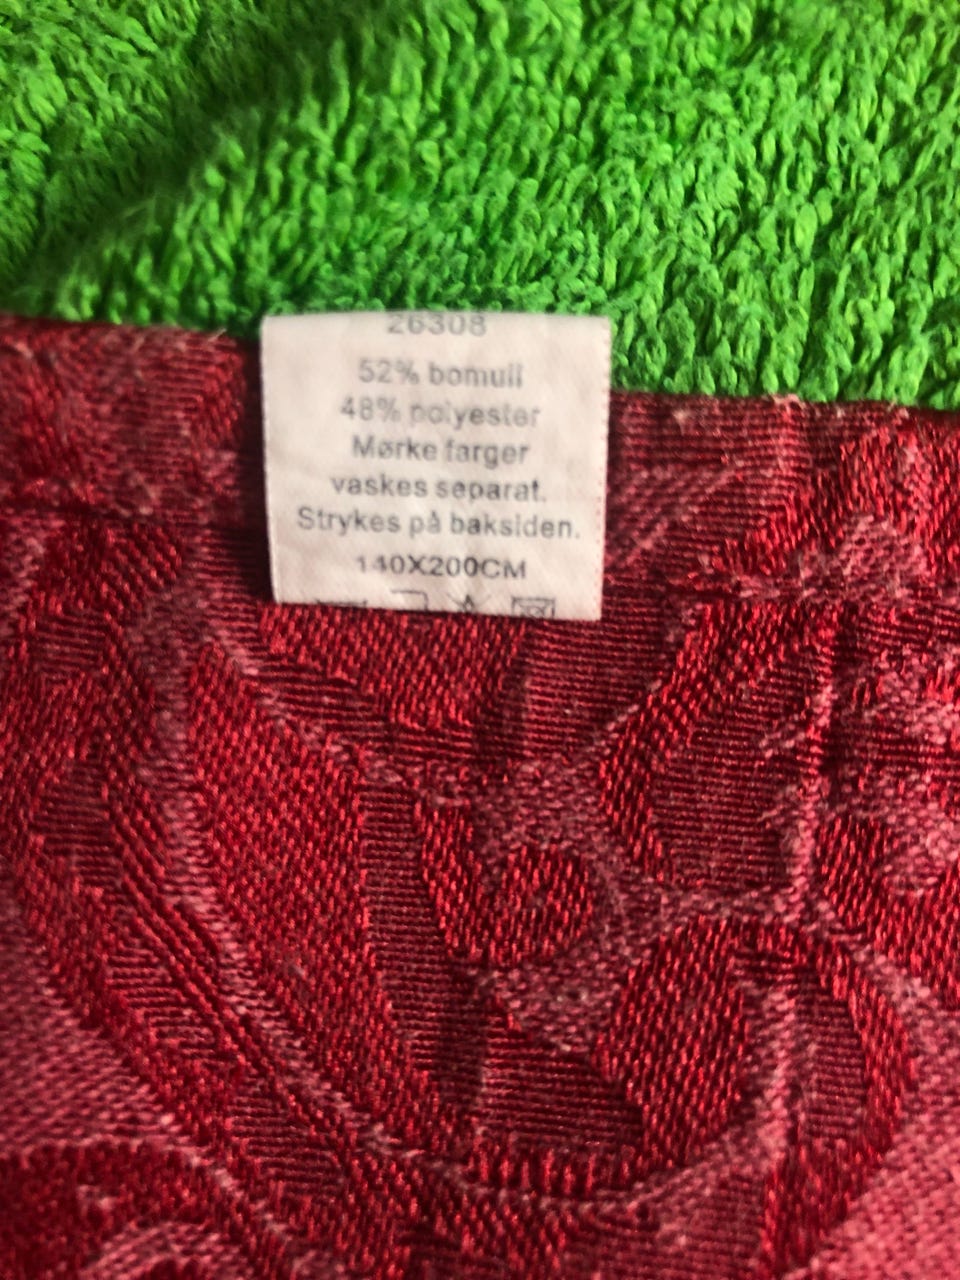 26308
52% bomull
48% polyester
Mørke farger
vaskes separat.
Strykes på baksiden.
140X200CM